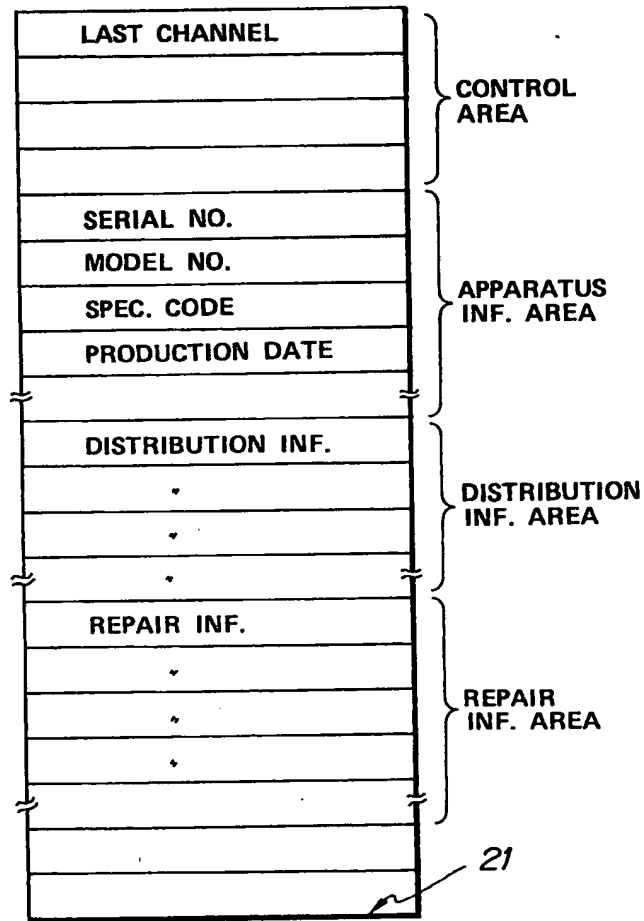 LAST CHANNEL
CONTROL
AREA
SERIAL NO.
MODEL NO.
SPEC. CODE
PRODUCTION DATE
APPARATUS
INF. AREA
DISTRIBUTION INF.
〃
〃
〃
DISTRIBUTION
INF. AREA
REPAIR INF.
〃
〃
〃
REPAIR
INF. AREA
21